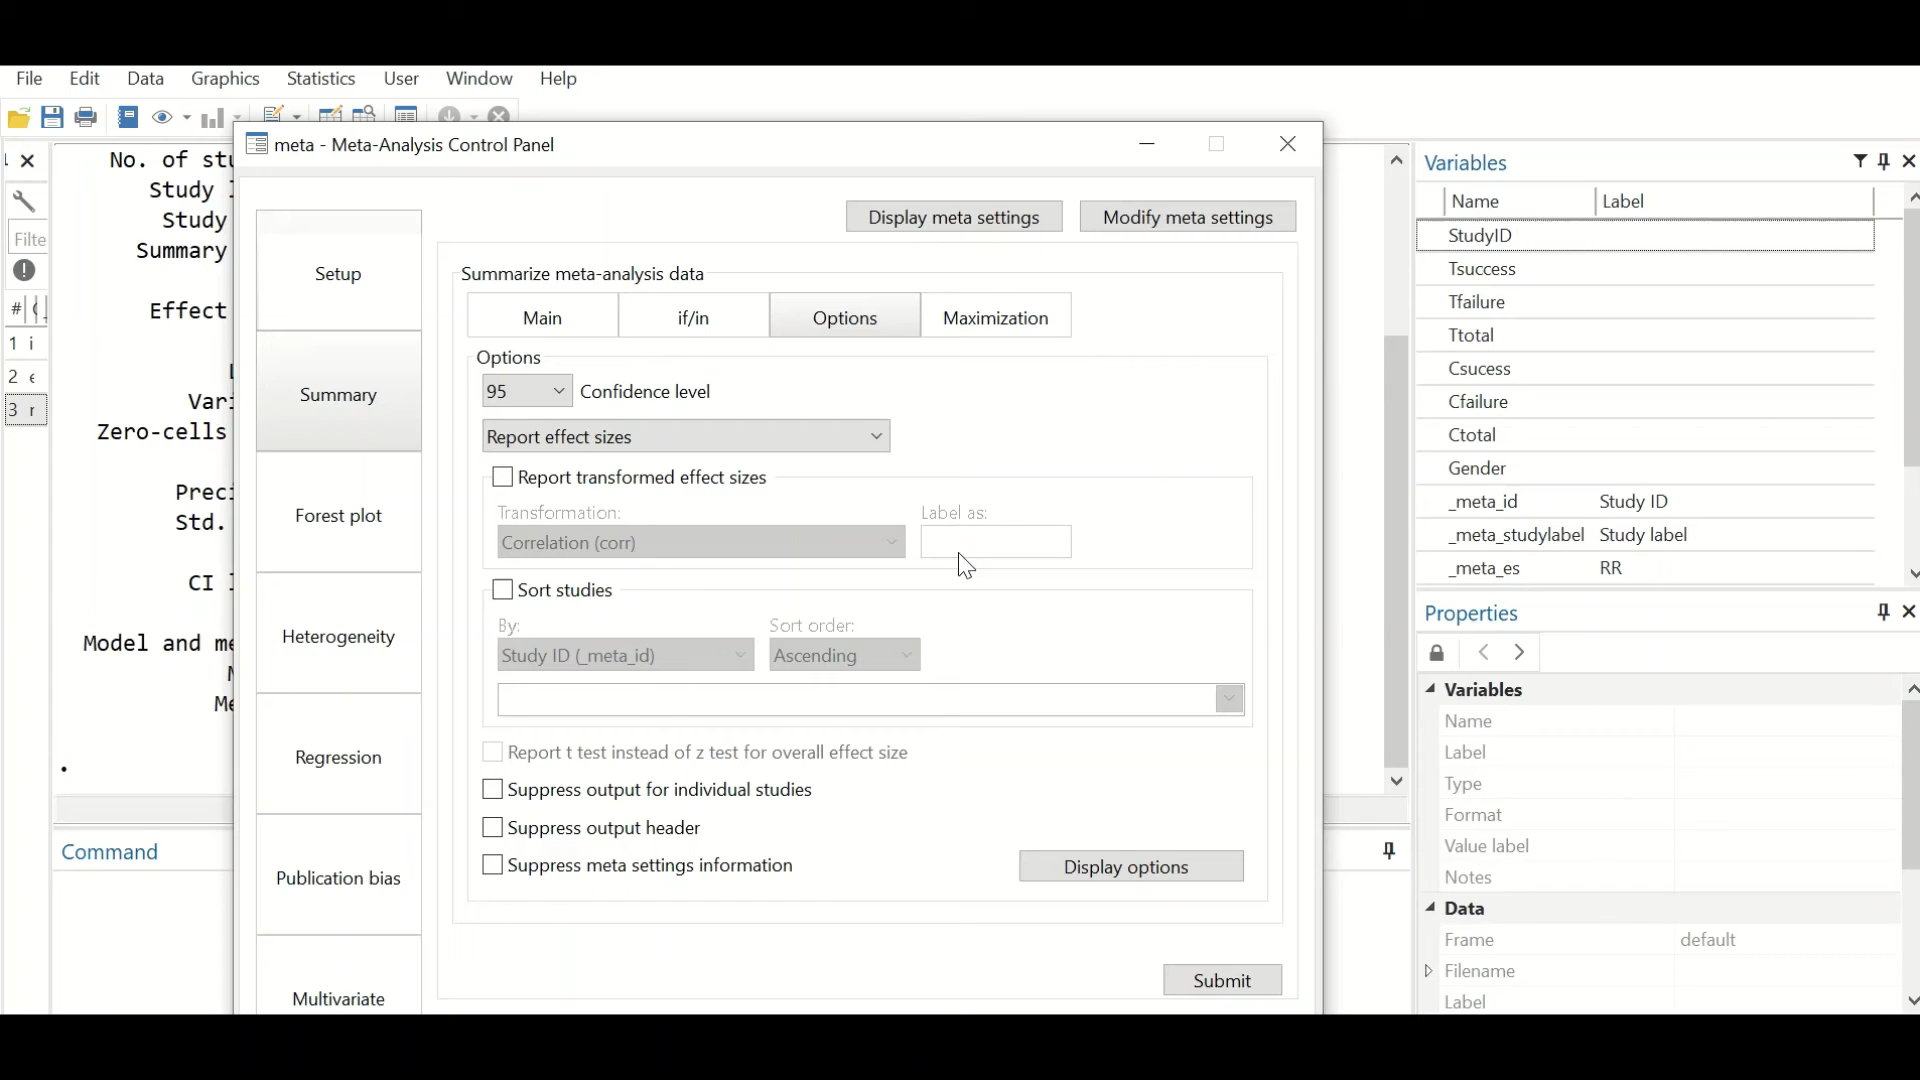 File Edit Data Graphics Statistics User Window Help
meta - Meta-Analysis Control Panel
No. of stu
Study
Study
Summary
Effect
Vari
Zero-cells
Preci
Std.
CI
Model and me
Me
.
Filte
#
1 i
2 e
3 r
Command
Display meta settings
Modify meta settings
Setup
Summary
Forest plot
Heterogeneity
Regression
Publication bias
Multivariate
Summarize meta-analysis data
Main if/in Options Maximization
Options
95 Confidence level
Report effect sizes
Report transformed effect sizes
Transformation: Label as:
Correlation (corr)
Sort studies
By: Sort order:
Study ID (_meta_id) Ascending
Report t test instead of z test for overall effect size
Suppress output for individual studies
Suppress output header
Suppress meta settings information
Display options
Submit
Variables
Name Label
StudyID
Tsuccess
Tfailure
Ttotal
Csucess
Cfailure
Ctotal
Gender
_meta_id Study ID
_meta_studylabel Study label
_meta_es RR
Properties
Variables
Name
Label
Type
Format
Value label
Notes
Data
Frame default
Filename
Label